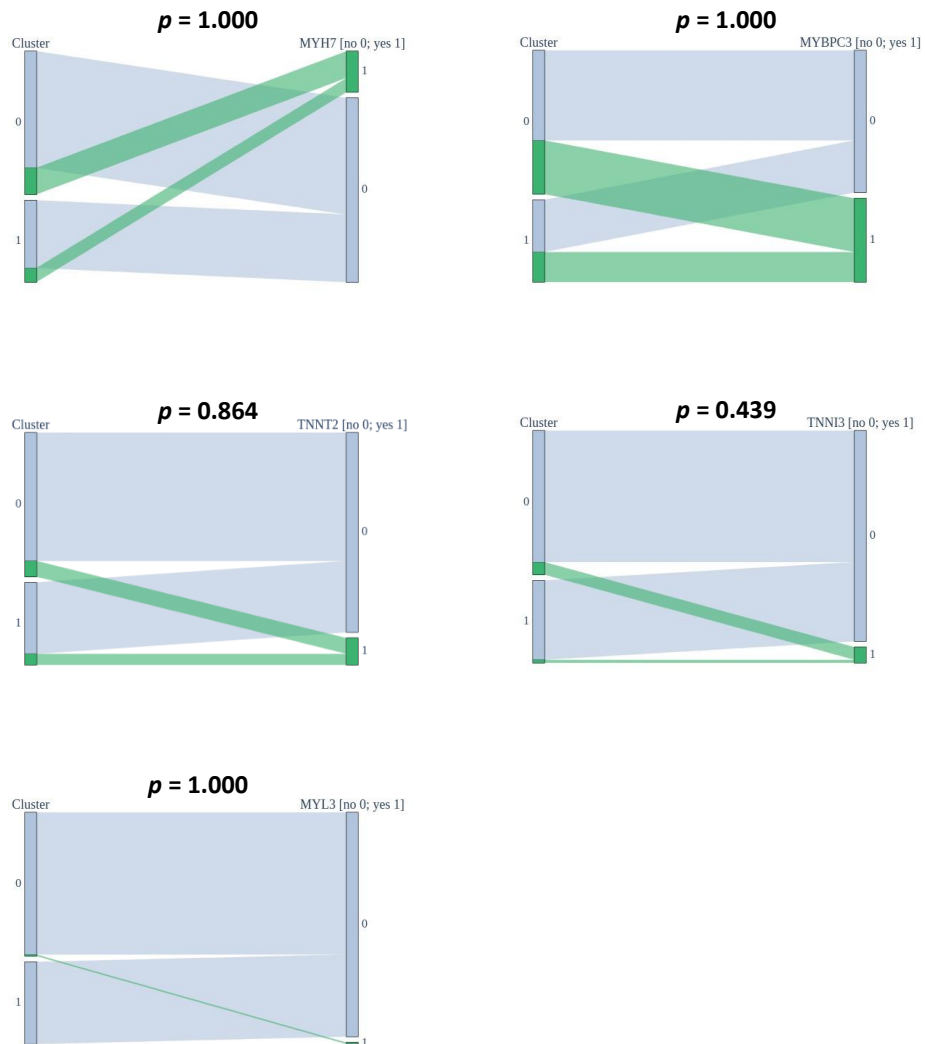 p = 1.000
Cluster
MYH7 [no 0; yes 1]
0
1
1
0
p = 1.000
Cluster
MYBPC3 [no 0; yes 1]
0
1
0
1
p = 0.864
Cluster
TNNT2 [no 0; yes 1]
0
1
0
1
p = 0.439
Cluster
TNNI3 [no 0; yes 1]
0
1
0
1
p = 1.000
Cluster
MYL3 [no 0; yes 1]
0
1
0
1